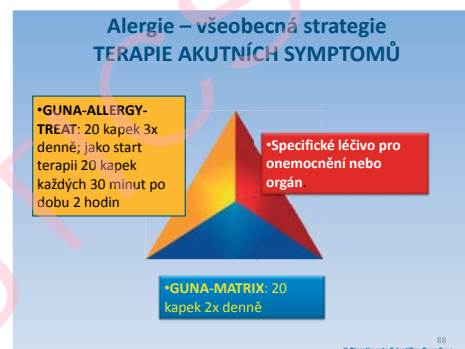 Alergie – všeobecná strategie
TERAPIE AKUTNÍCH SYMPTOMŮ
•GUNA-ALLERGY-
TREAT: 20 kapek 3x
denně; jako start
terapii 20 kapek
každých 30 minut po
dobu 2 hodin
•Specifické léčivo pro
onemocnění nebo
orgán.
•GUNA-MATRIX: 20
kapek 2x denně
88